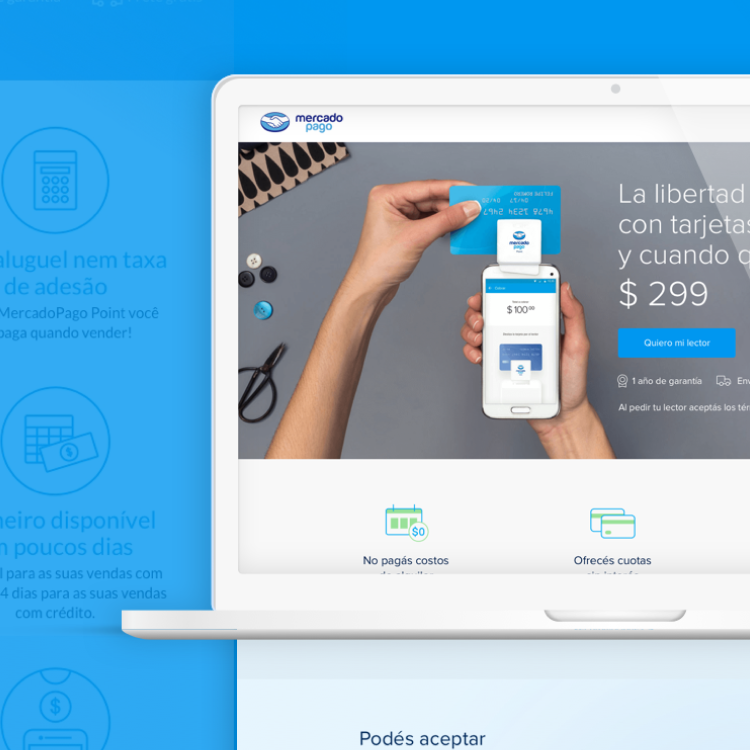 mercado
pago
La libertad
con tarjetas
y cuando q
$ 299
Quiero mi lector
1 año de garantía
Env
Al pedir tu lector aceptás los tér
mercado
pago
$ 100
No pagás costos
Ofrecés cuotas
$0
aluguel nem taxa
de adesão
MercadoPago Point você
paga quando vender!
neiro disponível
m poucos dias
l para as suas vendas com
4 dias para as suas vendas
com crédito.
$
Podés aceptar